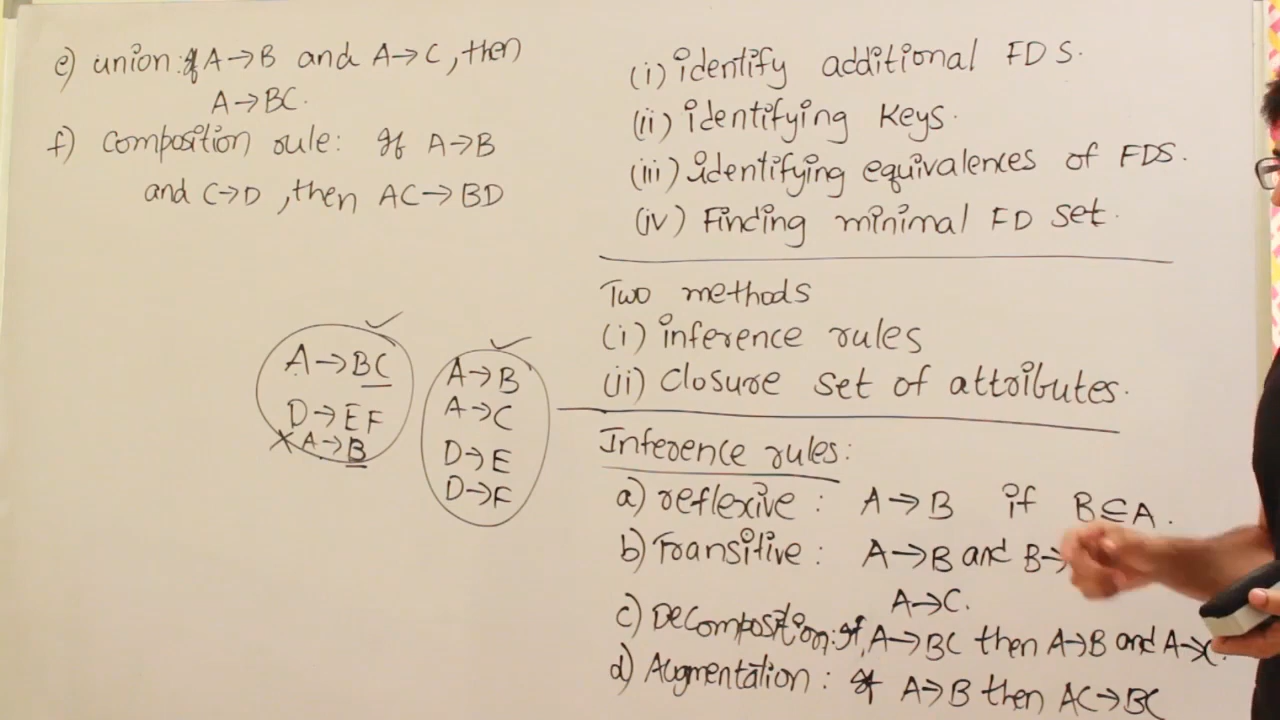 e) union: if A→B and A→C, then
A→BC.
f) Composition rule: If A→B
and C→D, then AC→BD
A→BC
D→EF
×A→B
A→B
A→C
D→E
D→F
(i) identify additional FDS.
(ii) identifying Keys.
(iii) identifying equivalences of FDS.
(iv) Finding minimal FD set.
Two methods
(i) inference rules
(ii) Closure set of attributes.
Inference rules:
a) reflexive: A→B if B⊆A.
b) Transitive: A→B and B→
A→C.
c) Decomposition: if, A→BC then A→B and A→C.
d) Augmentation: if A→B then AC→BC